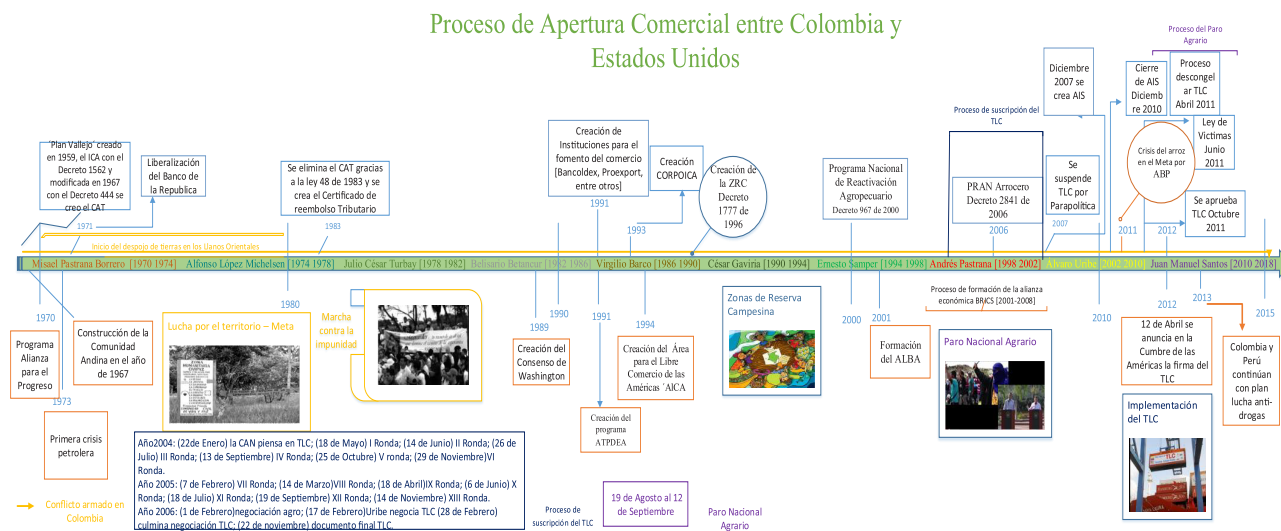 Proceso de Apertura Comercial entre Colombia y
Estados Unidos
Proceso del Paro
Agrario
Diciembre
2007 se
crea AIS
Cierre
de AIS
Diciemb
re 2010
Proceso
descongel
ar TLC
Abril 2011
Proceso de suscripción del
TLC
´Plan Vallejo´ creado
en 1959, el ICA con el
Decreto 1562 y
modificada en 1967
con el Decreto 444 se
creo el CAT
Liberalización
del Banco de
la Republica
Se elimina el CAT gracias
a la ley 48 de 1983 y se
crea el Certificado de
reembolso Tributario
Creación de
Instituciones para el
fomento del comercio
[Bancoldex, Proexport,
entre otros]
Creación
CORPOICA
Creación de
la ZRC
Decreto
1777 de
1996
Programa Nacional
de Reactivación
Agropecuario
Decreto 967 de 2000
PRAN Arrocero
Decreto 2841 de
2006
Se
suspende
TLC por
Parapolítica
Crisis del arroz
en el Meta por
ABP
Ley de
Victimas
Junio
2011
Se aprueba
TLC Octubre
2011
1971
1983
1991
1993
2006
2007
2011
2012
Inicio del despojo de tierras en los Llanos Orientales
Misael Pastrana Borrero [1970 1974]
Alfonso López Michelsen [1974 1978]
Julio César Turbay [1978 1982]
Belisario Betancur [1982 1986]
Virgilio Barco [1986 1990]
César Gaviria [1990 1994]
Ernesto Samper [1994 1998]
Andrés Pastrana [1998 2002]
Alvaro Uribe [2002 2010]
Juan Manuel Santos [2010 2018]
1970
1973
1980
1989
1990
1991
1994
2000
2001
2010
2012
2013
2015
Proceso de formación de la alianza
económica BRICS [2001-2008]
Programa
Alianza
para el
Progreso
Construcción de la
Comunidad
Andina en el año
de 1967
Primera crisis
petrolera
Lucha por el territorio – Meta
Marcha
contra la
impunidad
Creación del
Consenso de
Washington
Creación del
programa
ATPDEA
Creación del Área
para el Libre
Comercio de las
Américas ´AlCA
Zonas de Reserva
Campesina
Formación
del ALBA
Paro Nacional Agrario
12 de Abril se
anuncia en la
Cumbre de las
Américas la firma del
TLC
Colombia y
Perú
continúan
con plan
lucha anti-
drogas
Implementación
del TLC
TLC
Año2004: (22de Enero) la CAN piensa en TLC; (18 de Mayo) I Ronda; (14 de Junio) II Ronda; (26 de
Julio) III Ronda; (13 de Septiembre) IV Ronda; (25 de Octubre) V ronda; (29 de Noviembre)VI
Ronda.
Año 2005: (7 de Febrero) VII Ronda; (14 de Marzo)VIII Ronda; (18 de Abril)IX Ronda; (6 de Junio) X
Ronda; (18 de Julio) XI Ronda; (19 de Septiembre) XII Ronda; (14 de Noviembre) XIII Ronda.
Año 2006: (1 de Febrero)negociación agro; (17 de Febrero)Uribe negocia TLC (28 de Febrero)
culmina negociación TLC; (22 de noviembre) documento final TLC.
Conflicto armado en
Colombia
Proceso de
suscripción del TLC
19 de Agosto al 12
de Septiembre
Paro Nacional
Agrario